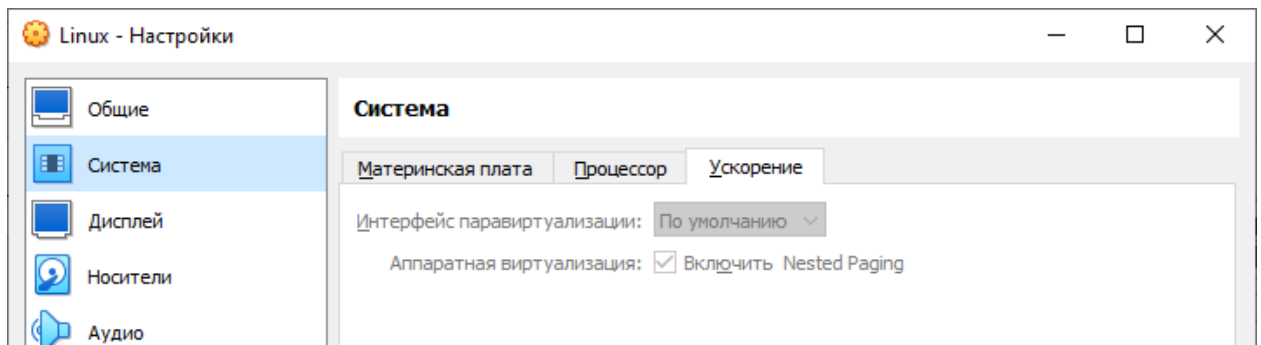 Linux - Настройки
Общие
Система
Дисплей
Носители
Аудио
Система
Материнская плата Процессор Ускорение
Интерфейс паравиртуализации: По умолчанию
Аппаратная виртуализация: Включить Nested Paging